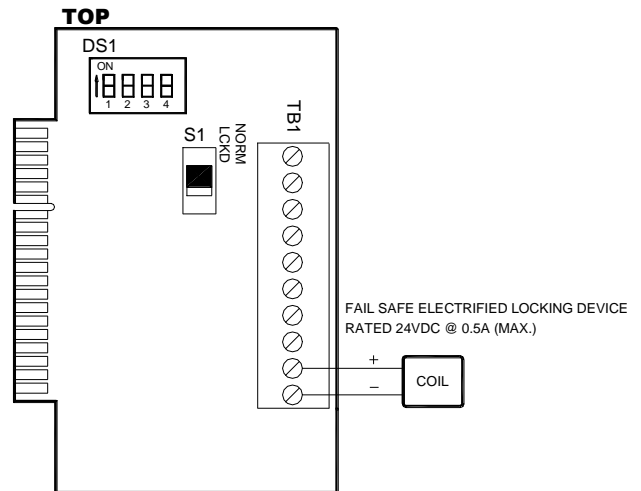 TOP
DS1
ON
1 2 3 4
S1
NORM
LCKD
TB1
FAIL SAFE ELECTRIFIED LOCKING DEVICE
RATED 24VDC @ 0.5A (MAX.)
+
COIL
–